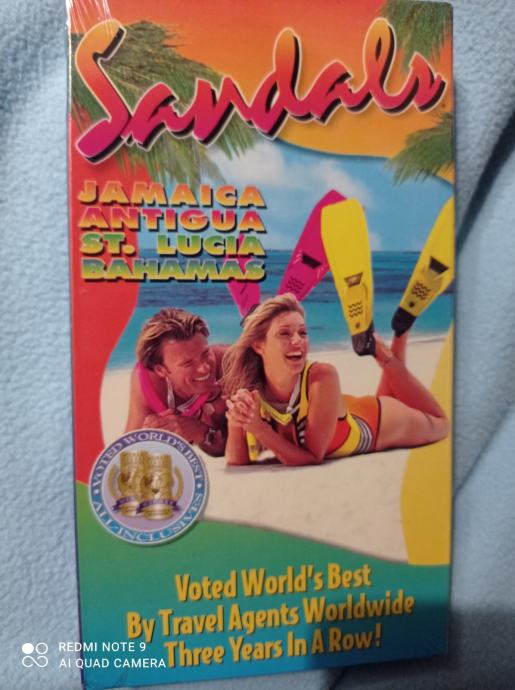 Sandals
JAMAICA
ANTIGUA
ST. LUCIA
BAHAMAS
VOTED WORLD'S BEST
ALL-INCLUSIVES
Voted World's Best
By Travel Agents Worldwide
Three Years In A Row!
REDMI NOTE 9
AI QUAD CAMERA